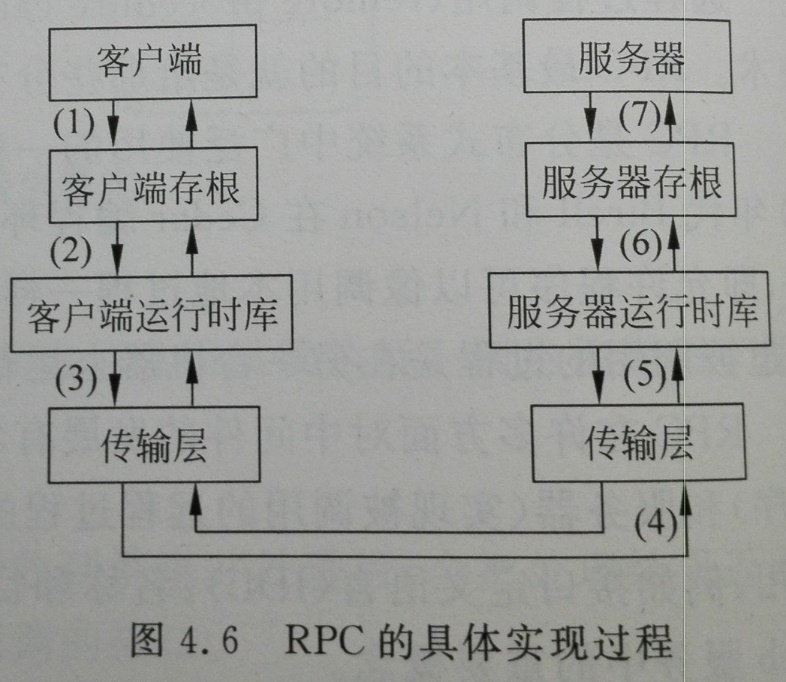 客户端
服务器
(1)
(7)
客户端存根
服务器存根
(2)
(6)
客户端运行时库
服务器运行时库
(3)
(5)
传输层
传输层
(4)
图 4.6 RPC 的具体实现过程